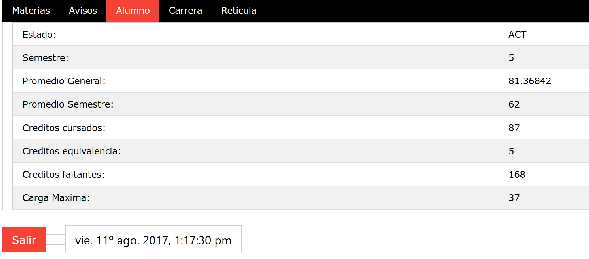 Materias Avisos Alumno Carrera Reticula
Estado: ACT
Semestre: 5
Promedio General: 81.36842
Promedio Semestre: 62
Creditos cursados: 87
Creditos equivalencia: 5
Creditos faltantes: 168
Carga Maxima: 37
Salir vie. 11º ago. 2017, 1:17:30 pm